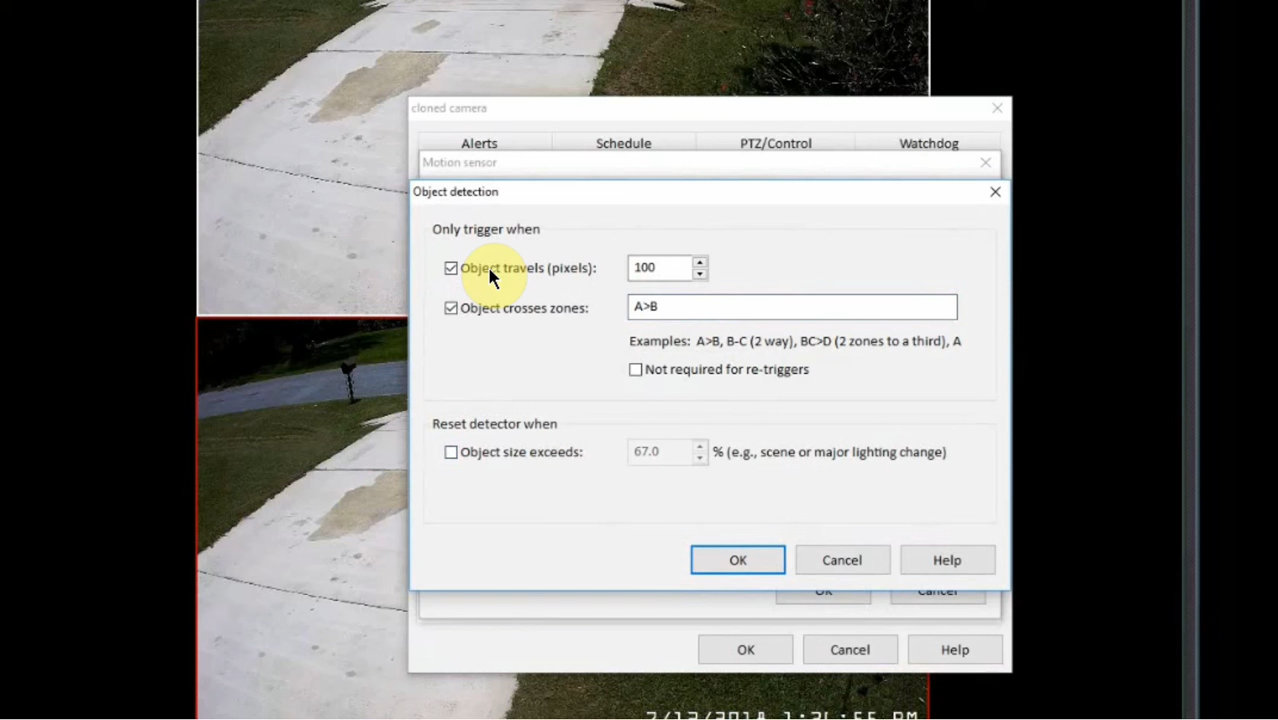 cloned camera
Alerts Schedule PTZ/Control Watchdog
Motion sensor
Object detection
Only trigger when
Object travels (pixels): 100
Object crosses zones: A>B
Examples: A>B, B-C (2 way), BC>D (2 zones to a third), A
Not required for re-triggers
Reset detector when
Object size exceeds: 67.0 % (e.g., scene or major lighting change)
OK Cancel Help
OK Cancel
OK Cancel Help